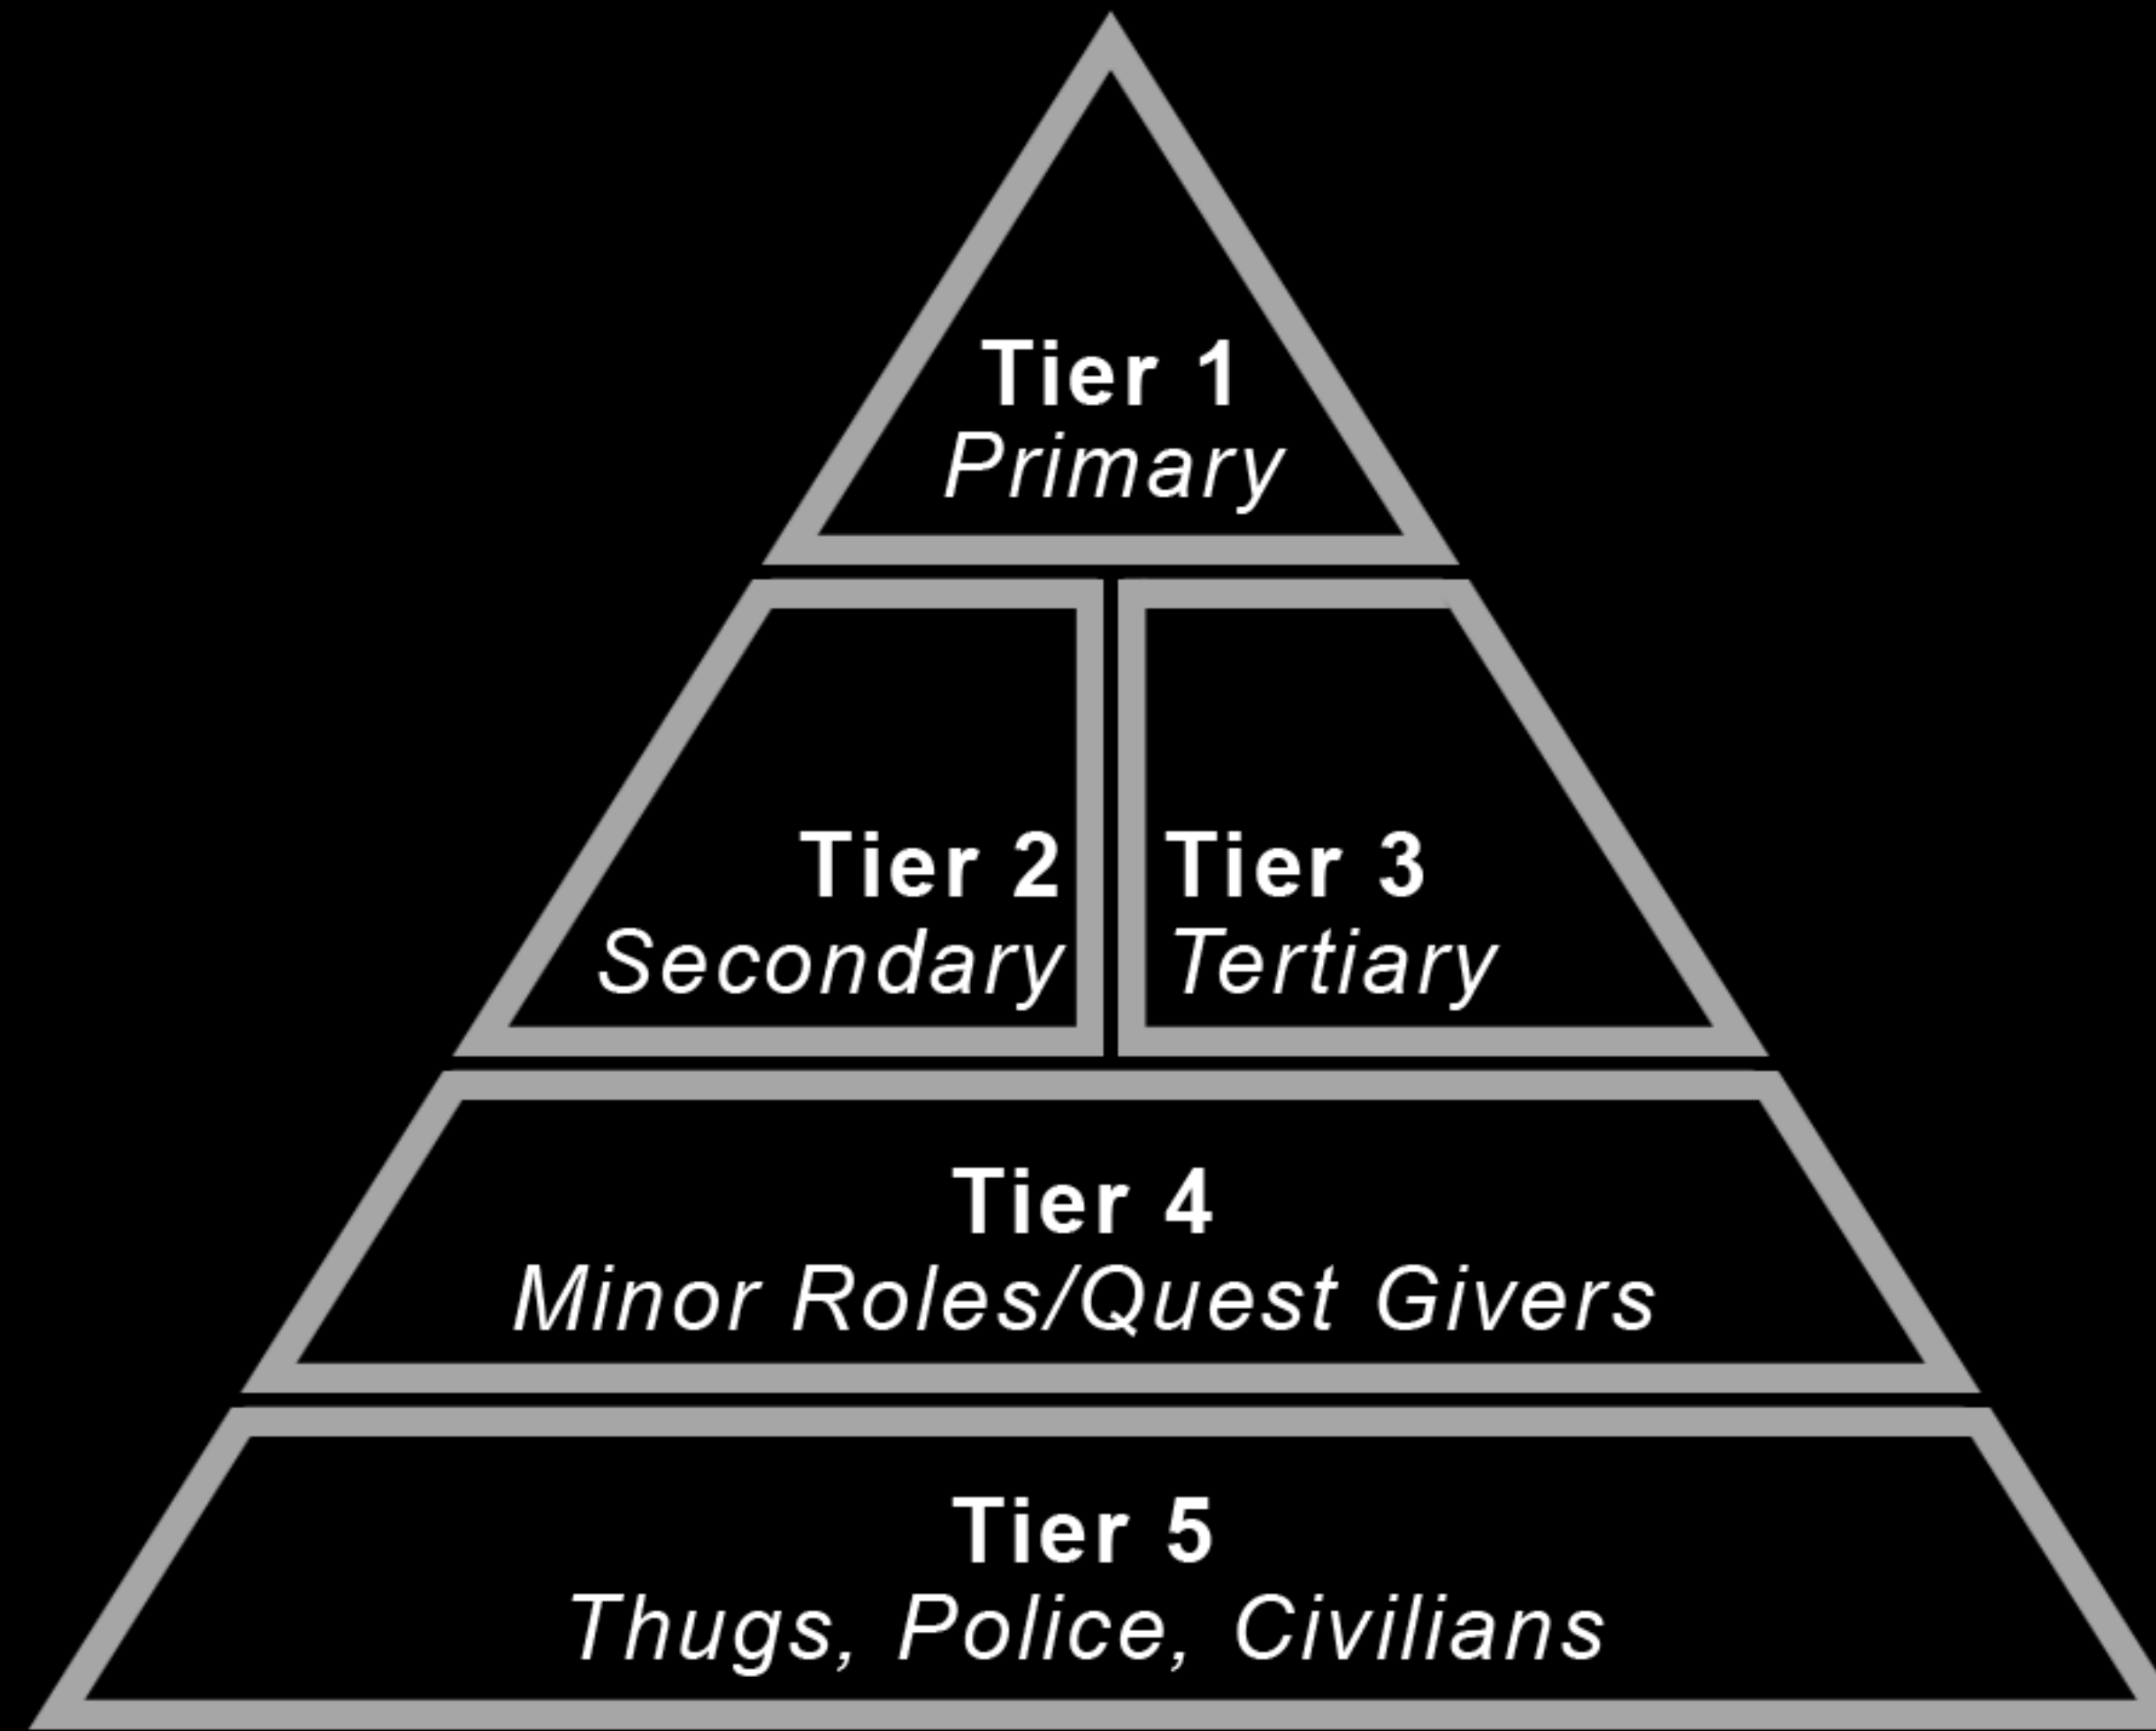 Tier 1
Primary
Tier 2
Secondary
Tier 3
Tertiary
Tier 4
Minor Roles/Quest Givers
Tier 5
Thugs, Police, Civilians